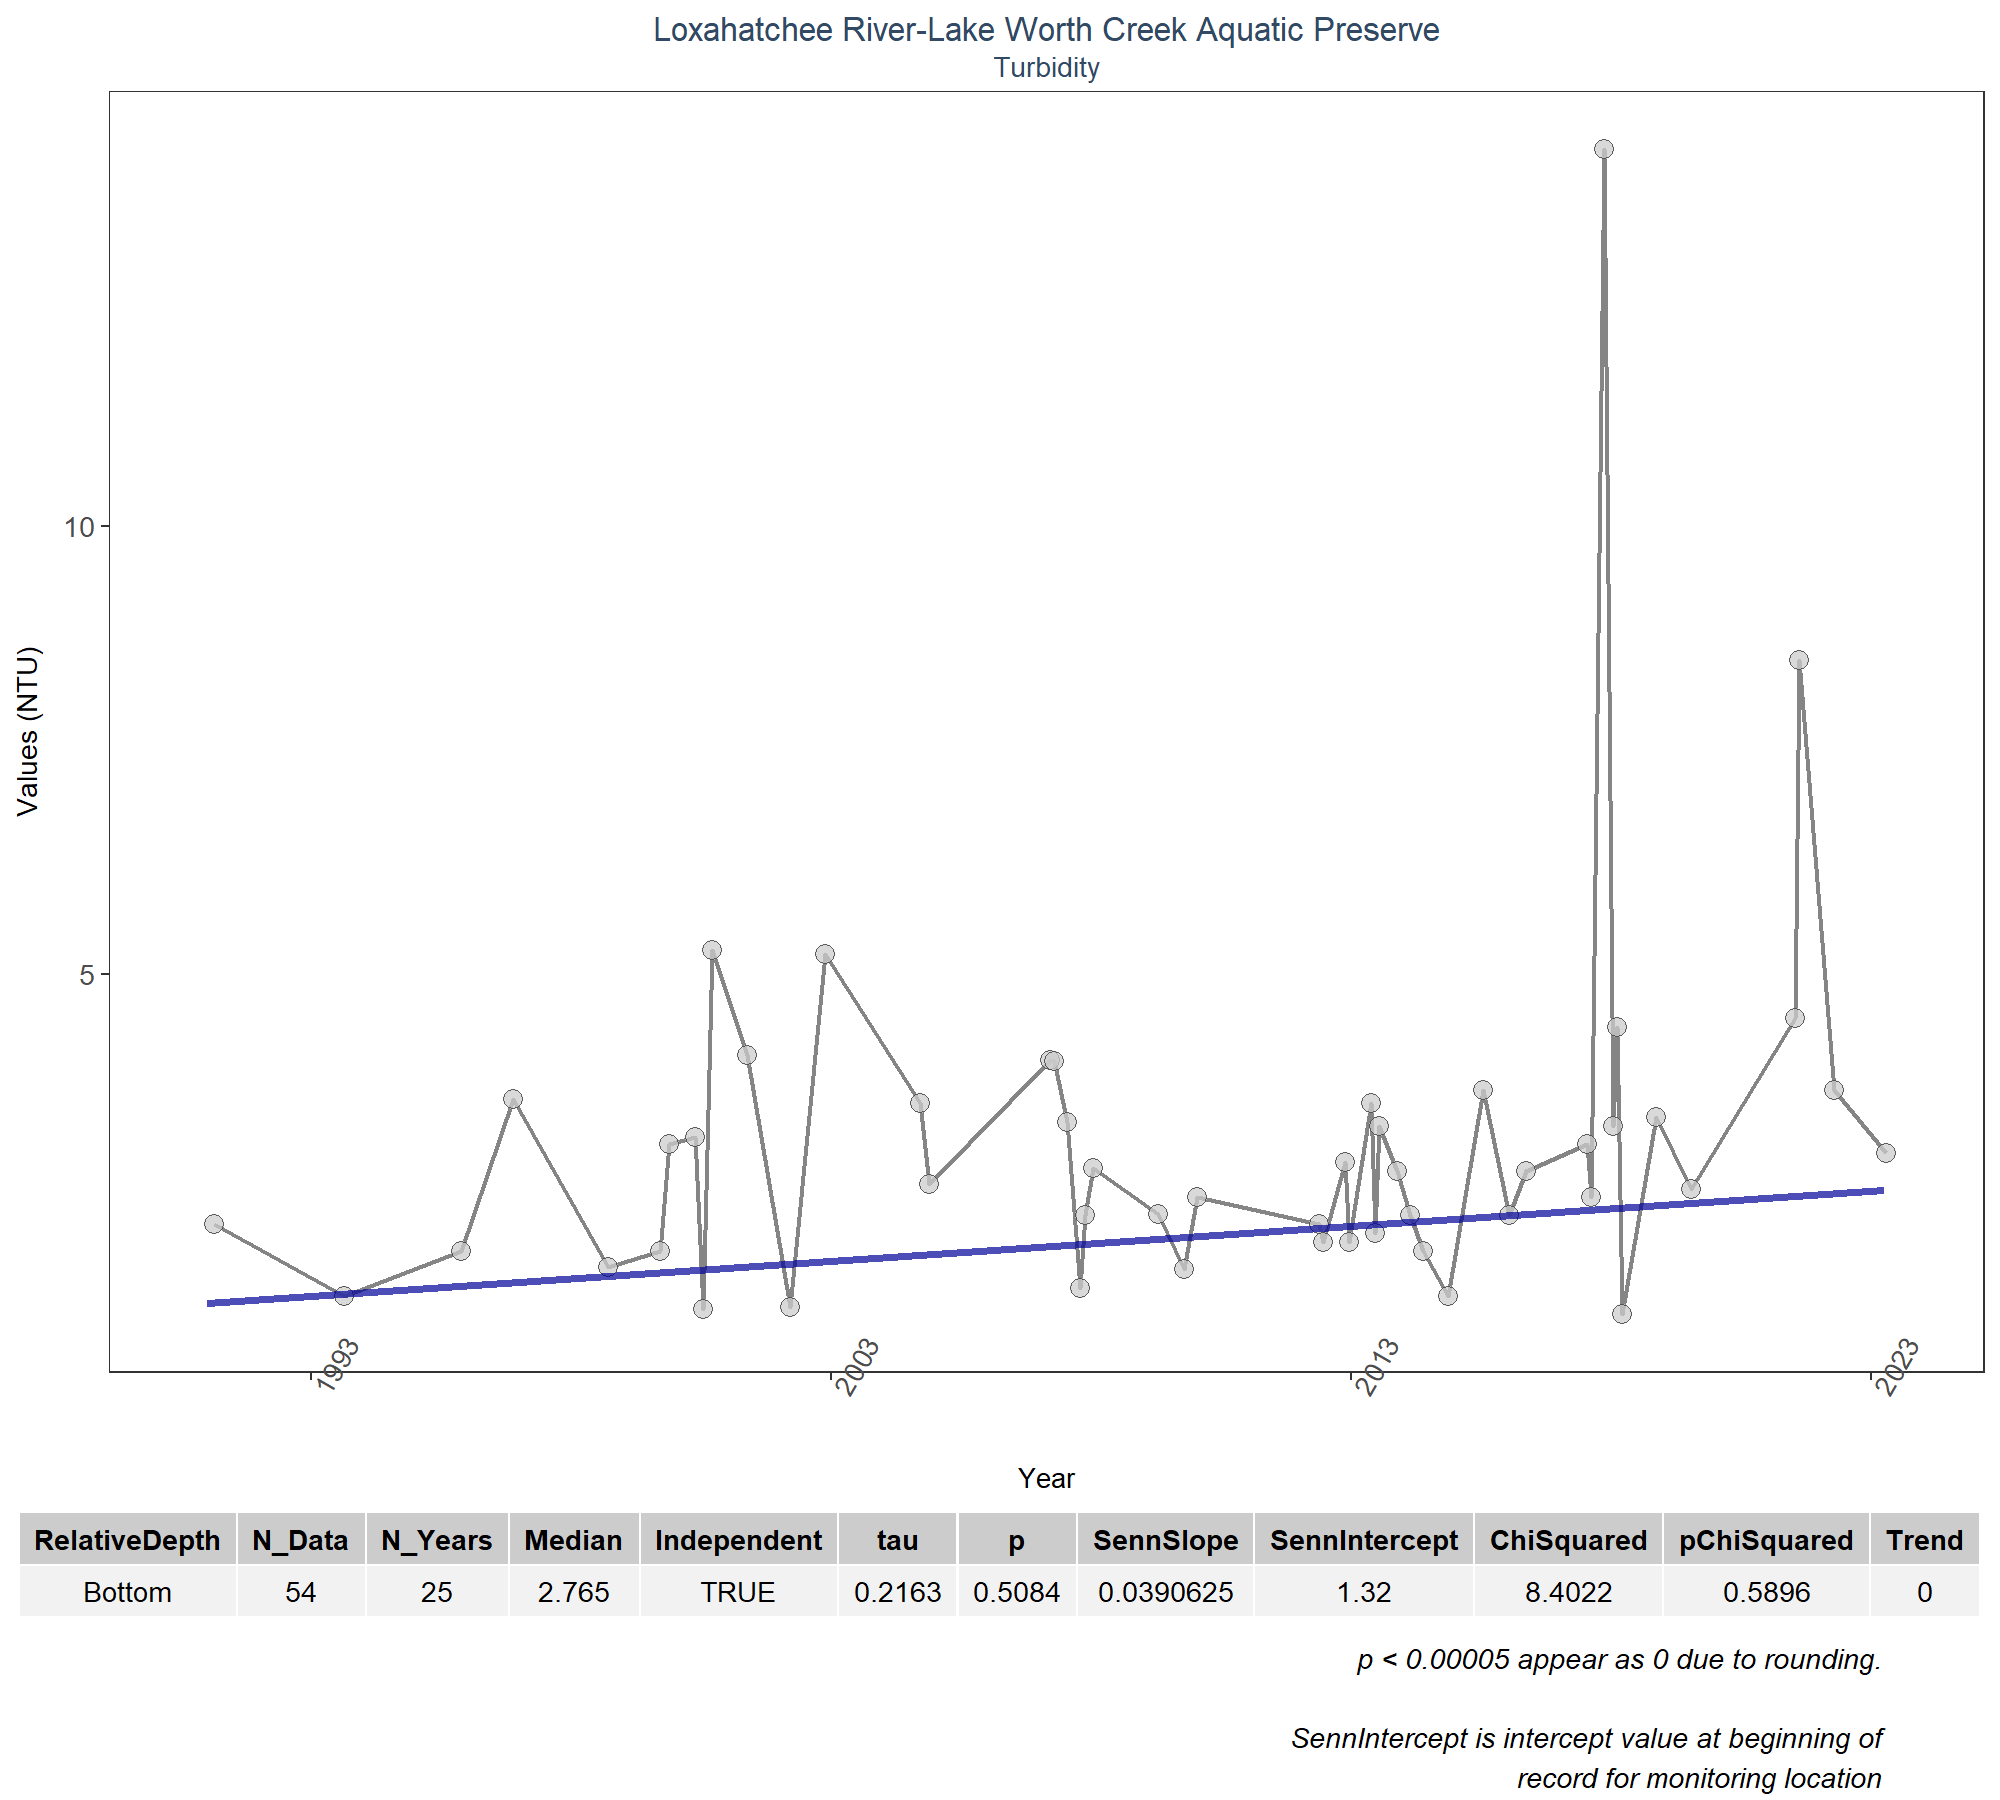 Loxahatchee River-Lake Worth Creek Aquatic Preserve
Turbidity
10
5
Values (NTU)
1993 2003 2013 2023
Year
RelativeDepth N_Data N_Years Median Independent tau p SennSlope SennIntercept ChiSquared pChiSquared Trend
Bottom 54 25 2.765 TRUE 0.2163 0.5084 0.0390625 1.32 8.4022 0.5896 0
p < 0.00005 appear as 0 due to rounding.
SennIntercept is intercept value at beginning of
record for monitoring location